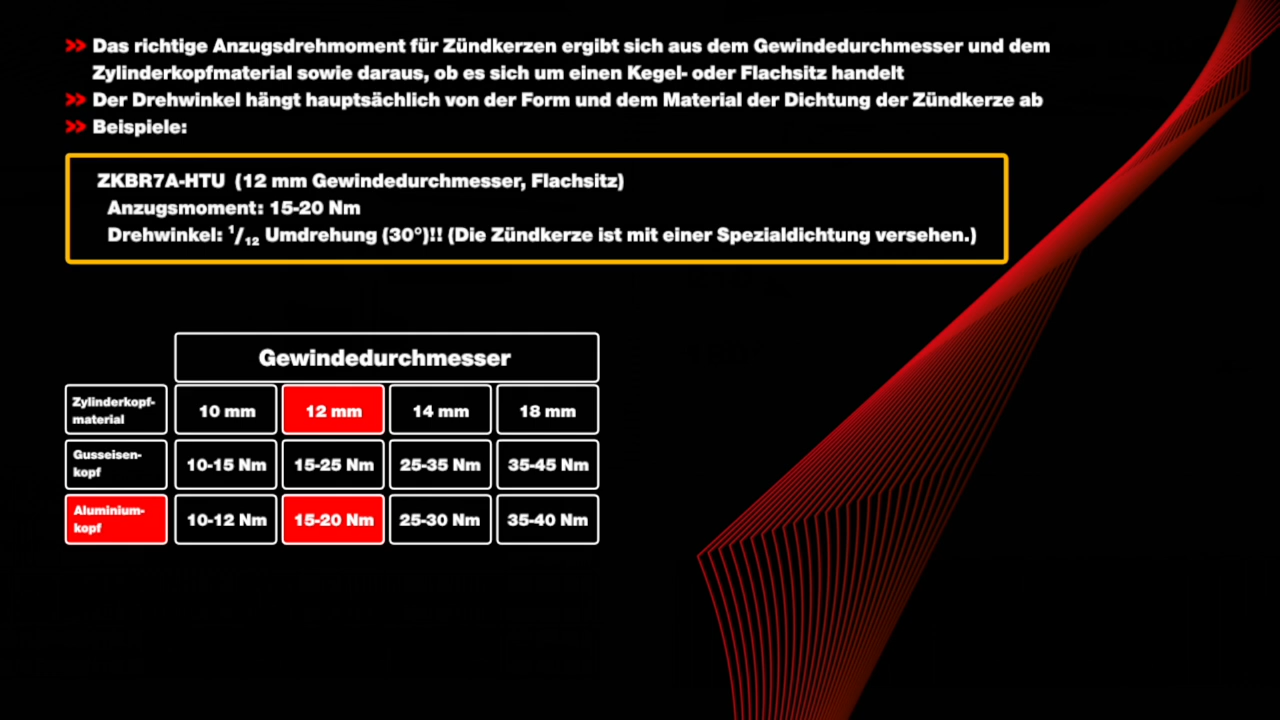 >> Das richtige Anzugsdrehmoment für Zündkerzen ergibt sich aus dem Gewindedurchmesser und dem
Zylinderkopfmaterial sowie daraus, ob es sich um einen Kegel- oder Flachsitz handelt
>> Der Drehwinkel hängt hauptsächlich von der Form und dem Material der Dichtung der Zündkerze ab
>> Beispiele:
ZKBR7A-HTU (12 mm Gewindedurchmesser, Flachsitz)
Anzugsmoment: 15-20 Nm
Drehwinkel: ¹/₁₂ Umdrehung (30°)!! (Die Zündkerze ist mit einer Spezialdichtung versehen.)
Gewindedurchmesser
Zylinderkopf-
material
10 mm 12 mm 14 mm 18 mm
Gusseisen-
kopf
10-15 Nm 15-25 Nm 25-35 Nm 35-45 Nm
Aluminium-
kopf
10-12 Nm 15-20 Nm 25-30 Nm 35-40 Nm